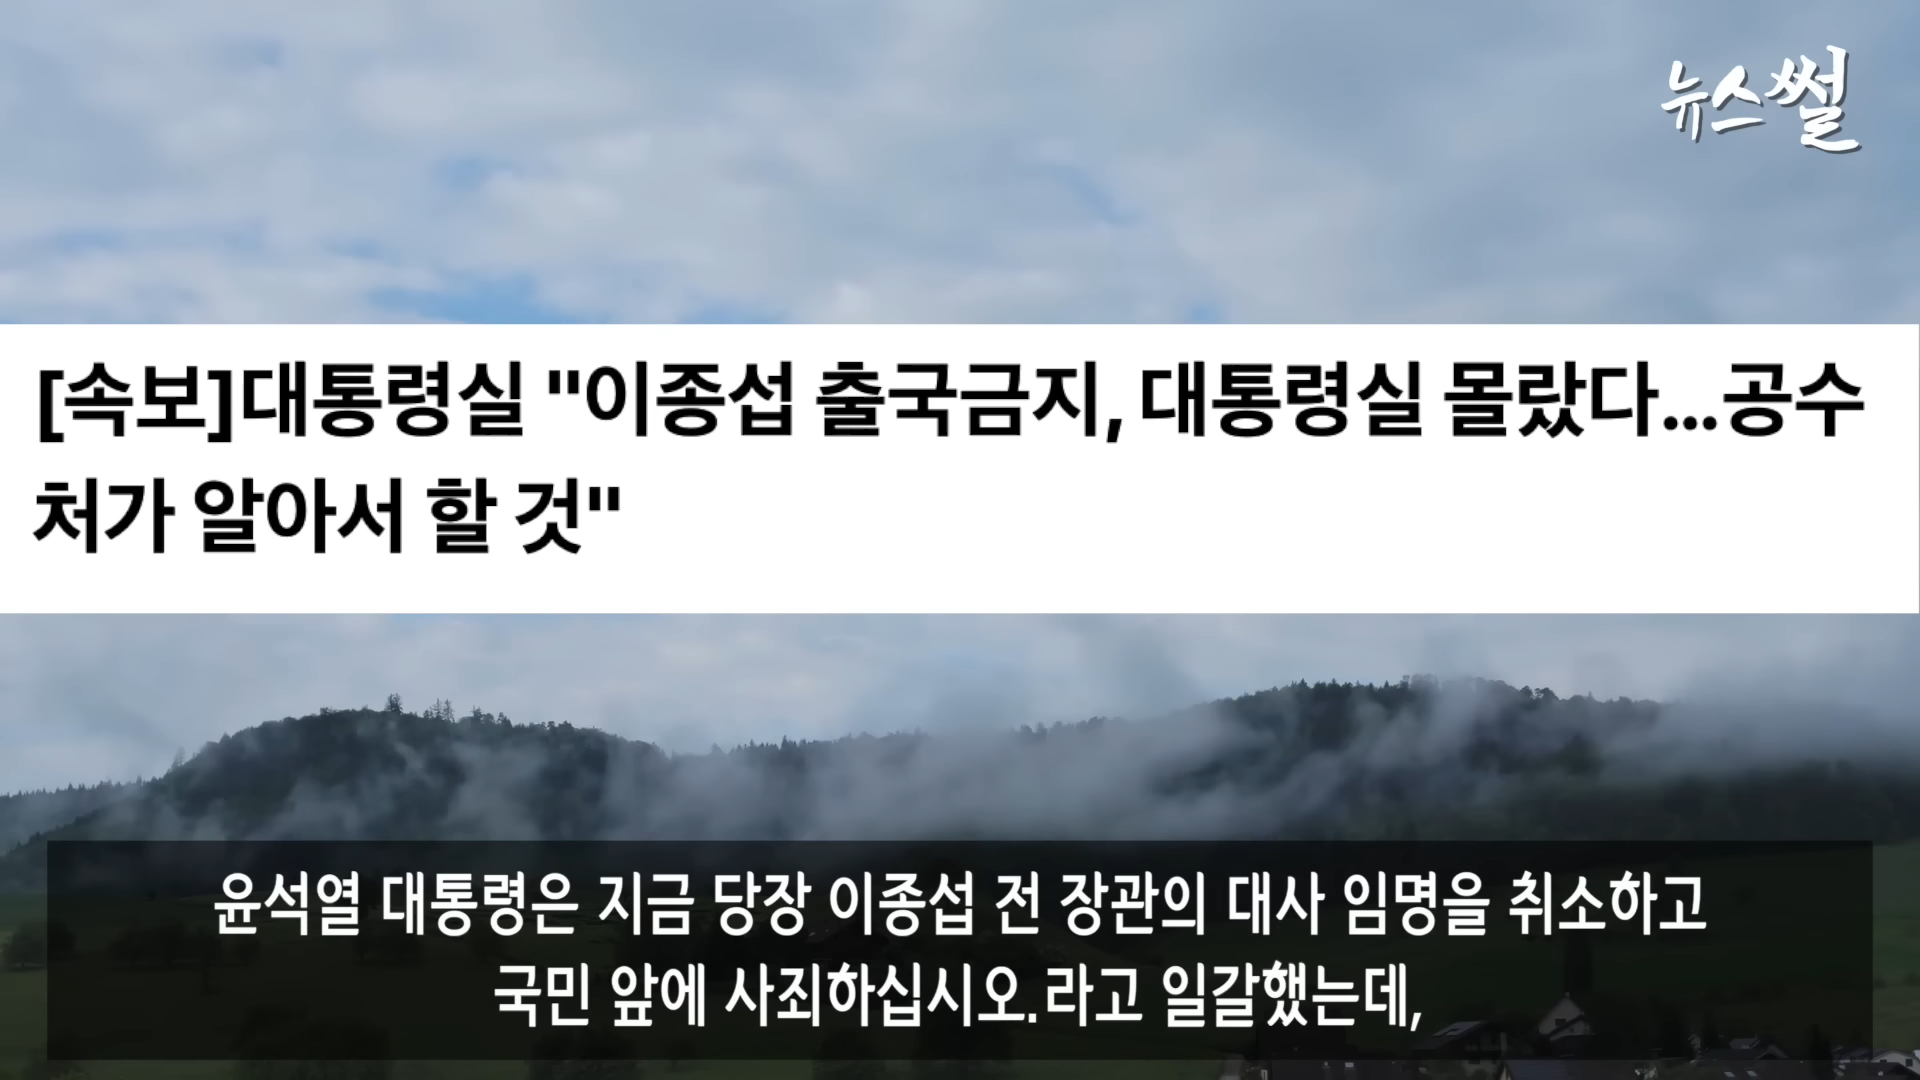 뉴스썰
[속보]대통령실 "이종섭 출국금지, 대통령실 몰랐다...공수
처가 알아서 할 것"
윤석열 대통령은 지금 당장 이종섭 전 장관의 대사 임명을 취소하고
국민 앞에 사죄하십시오.라고 일갈했는데,